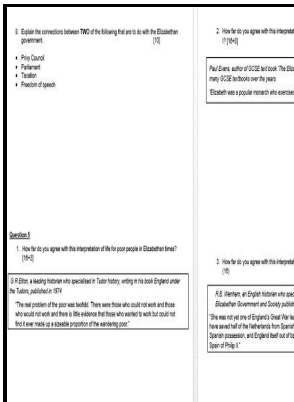 9. Explain the connections between TWO of the following that are to do with the Elizabethan
government. [10]
• Privy Council
• Parliament
• Taxation
• Freedom of speech
Question 5
1. How far do you agree with this interpretation of life for poor people in Elizabethan times?
[16+3]
G R Elton, a leading historian who specialised in Tudor history, writing in his book England under
the Tudors, published in 1974
"The real problem of the poor was twofold. There were those who could not work and those
who would not work and there is little evidence that those who wanted to work but could not
find it ever made up a sizeable proportion of the wandering poor."
2. How far do you agree with this interpretat
I? [16+3]
Paul Evans, author of GCSE text book 'The Eliz
many GCSE textbooks over the years.
'Elizabeth was a popular monarch who exercised
3. How far do you agree with this interpretat
(16)
R.B. Wernham, an English historian who spec
Elizabethan Government and Society publish
"She was not yet one of England's Great War lea
have saved half of the Netherlands from Spanish
Spanish possession, and England itself out of ba
Spain of Philip II."